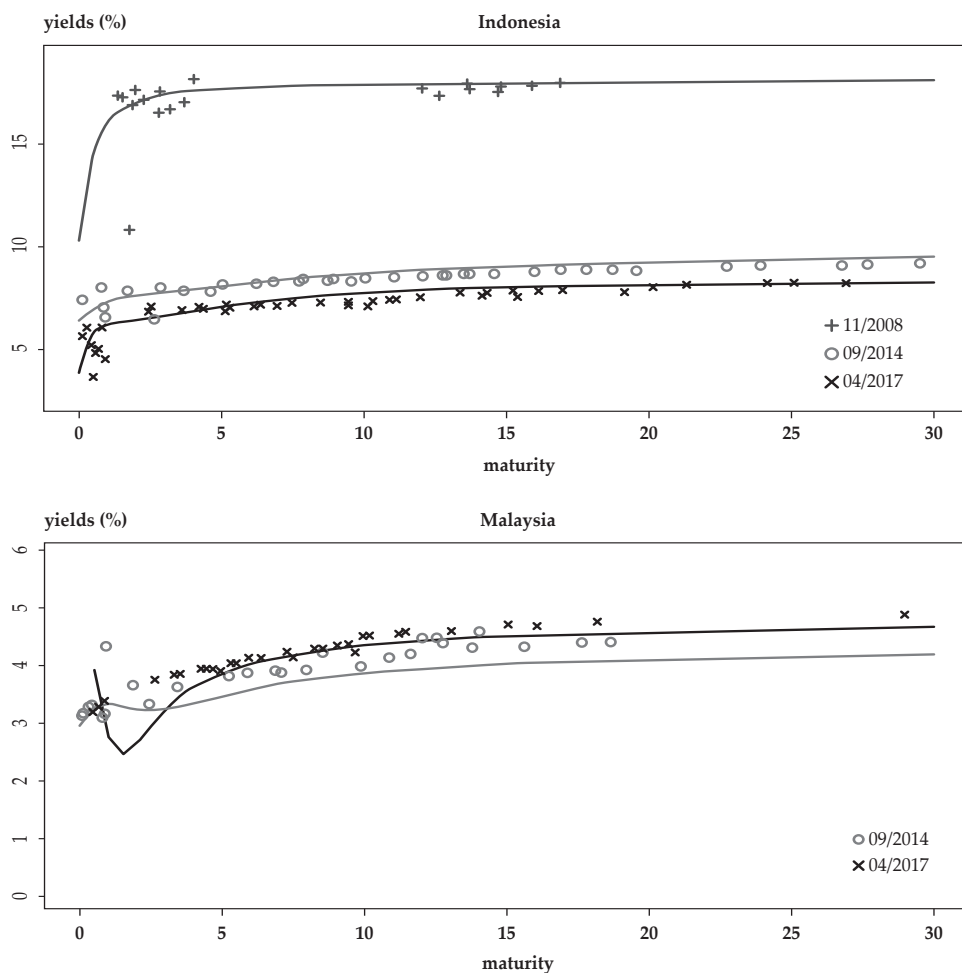 yields (%) Indonesia
15
10
5
+ 11/2008
o 09/2014
× 04/2017
0 5 10 15 20 25 30
maturity
yields (%) Malaysia
6
5
4
3
2
1
0
o 09/2014
× 04/2017
0 5 10 15 20 25 30
maturity